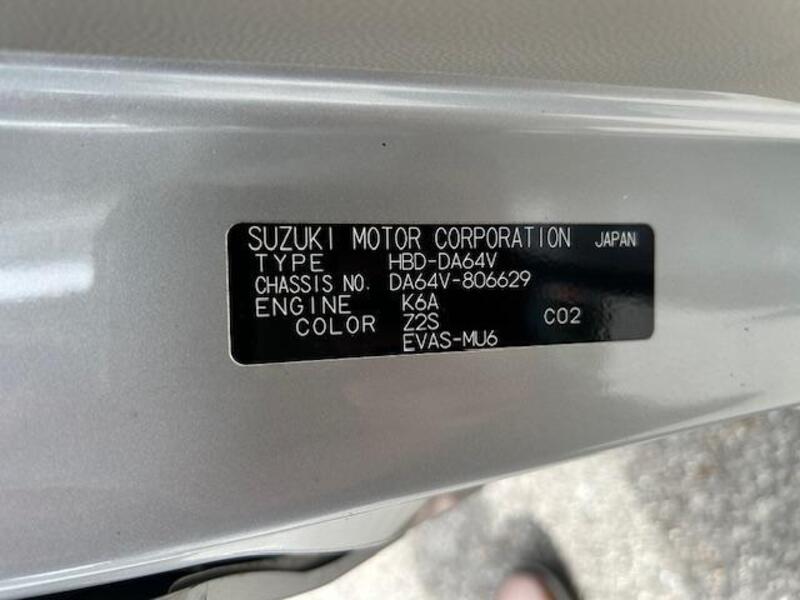 SUZUKI MOTOR CORPORATION JAPAN
TYPE HBD-DA64V
CHASSIS NO. DA64V-806629
ENGINE K6A
COLOR Z2S C02
EVAS-MU6